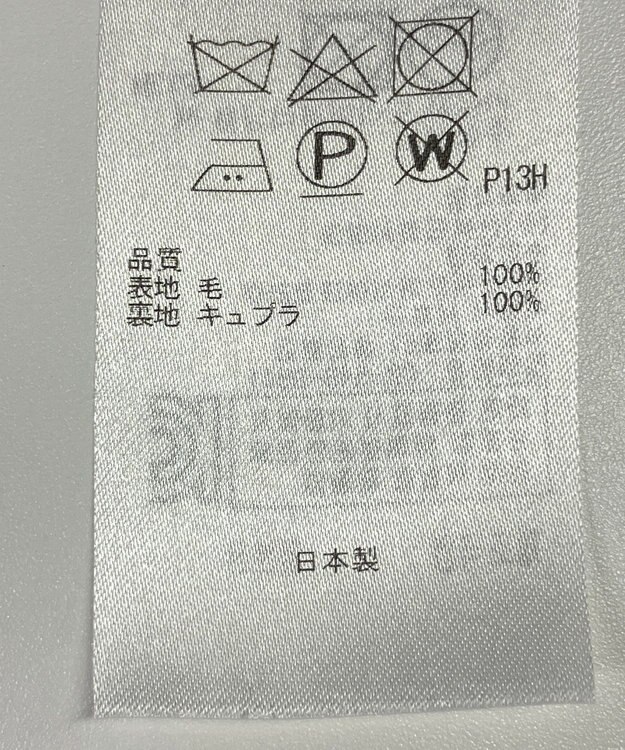 P W P13H
品質
表地 毛 100%
裏地 キュプラ 100%
日本製